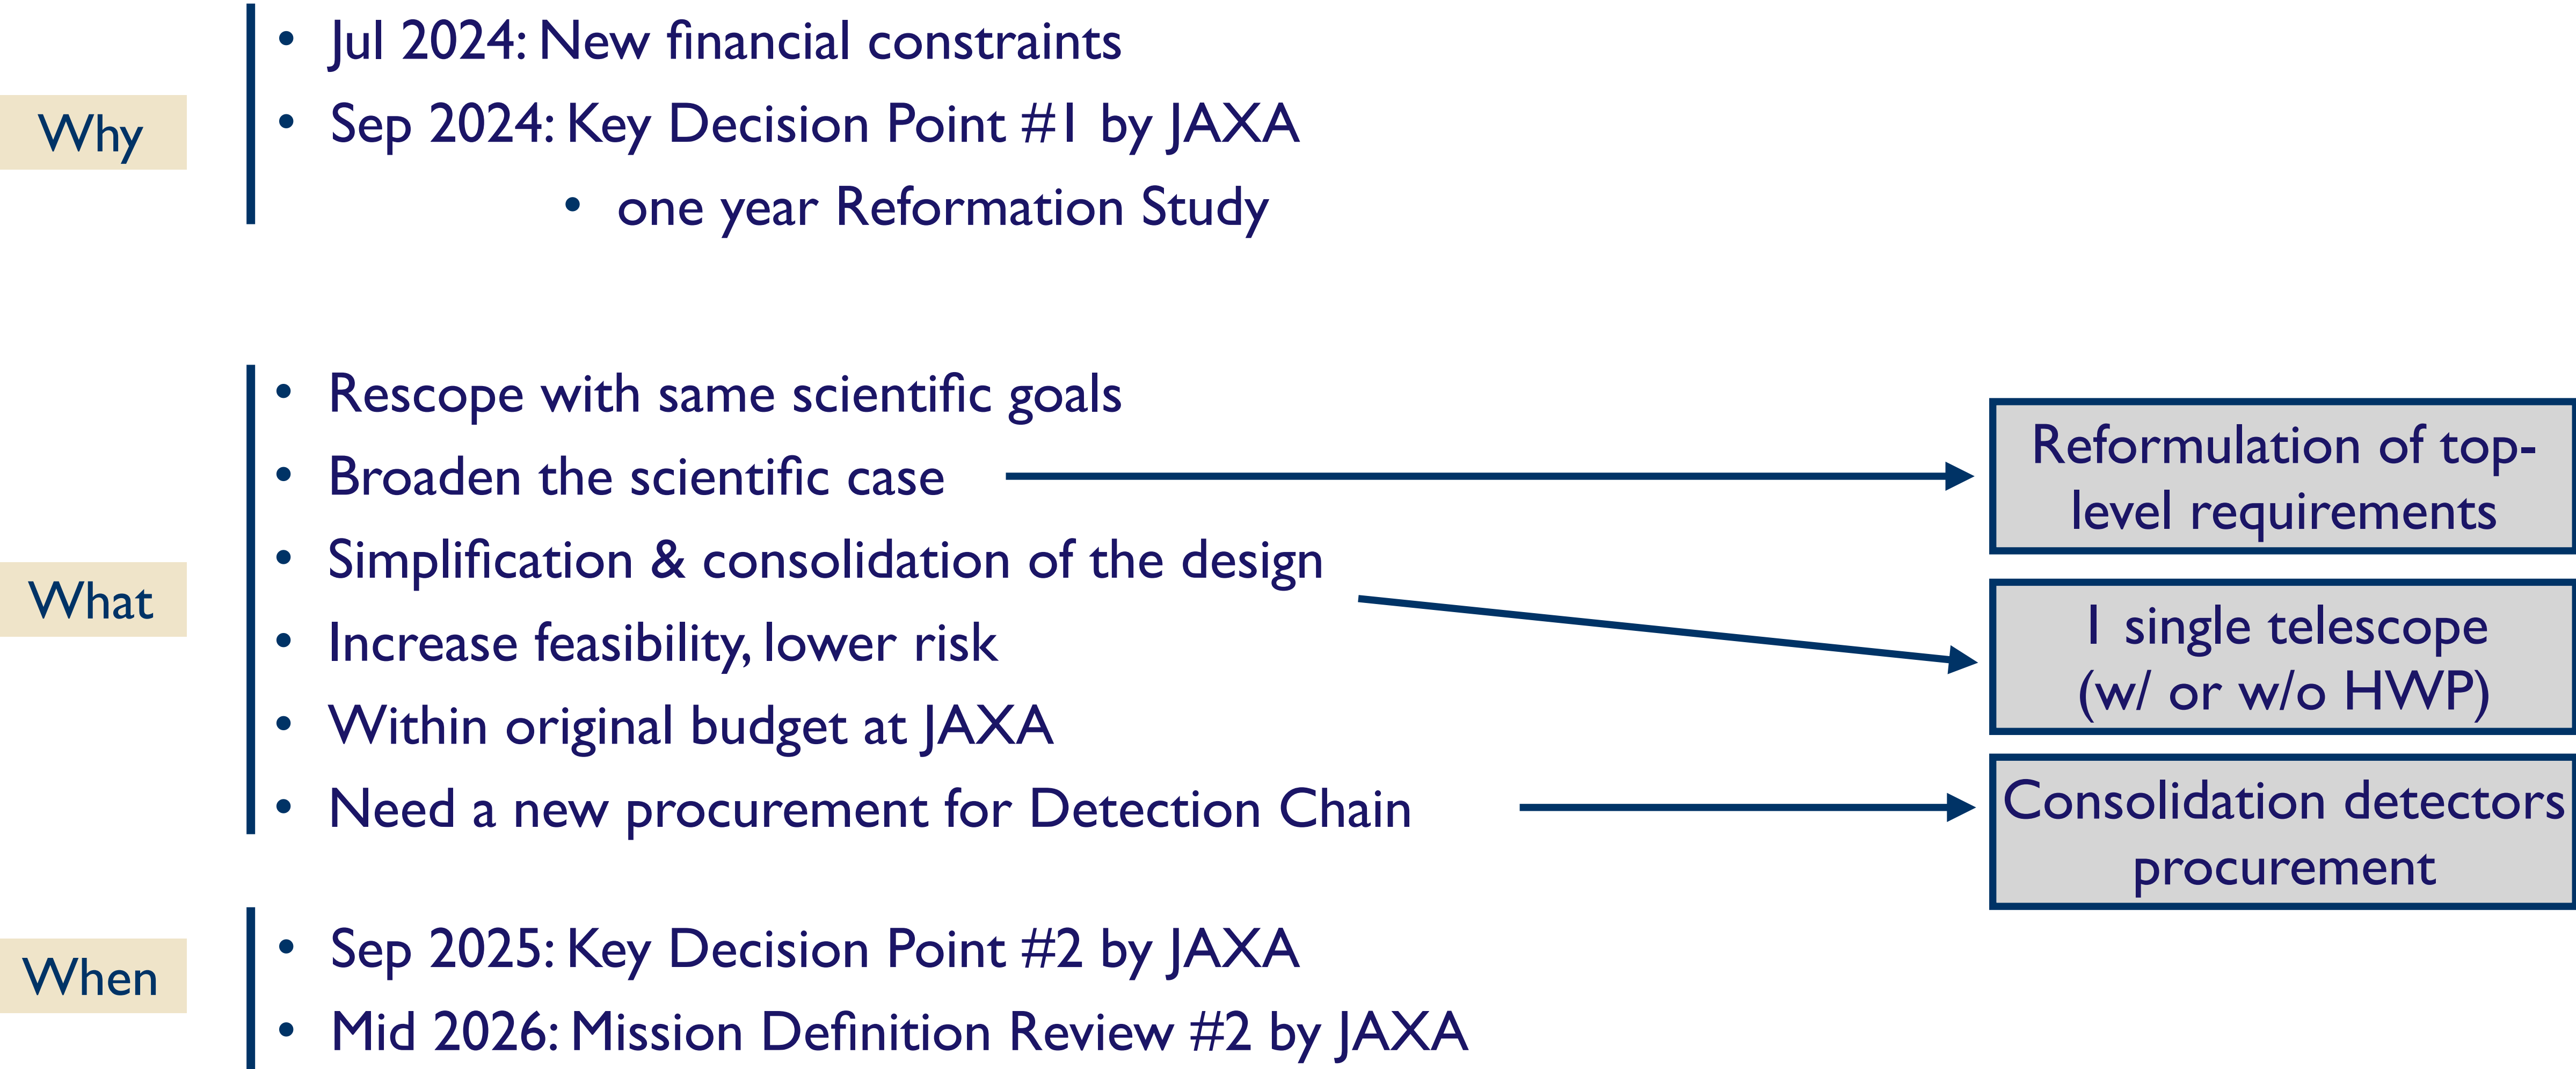 Why
• Jul 2024: New financial constraints
• Sep 2024: Key Decision Point #1 by JAXA
• one year Reformation Study
What
• Rescope with same scientific goals
• Broaden the scientific case
• Simplification & consolidation of the design
• Increase feasibility, lower risk
• Within original budget at JAXA
• Need a new procurement for Detection Chain
Reformulation of top-
level requirements
1 single telescope
(w/ or w/o HWP)
Consolidation detectors
procurement
When
• Sep 2025: Key Decision Point #2 by JAXA
• Mid 2026: Mission Definition Review #2 by JAXA